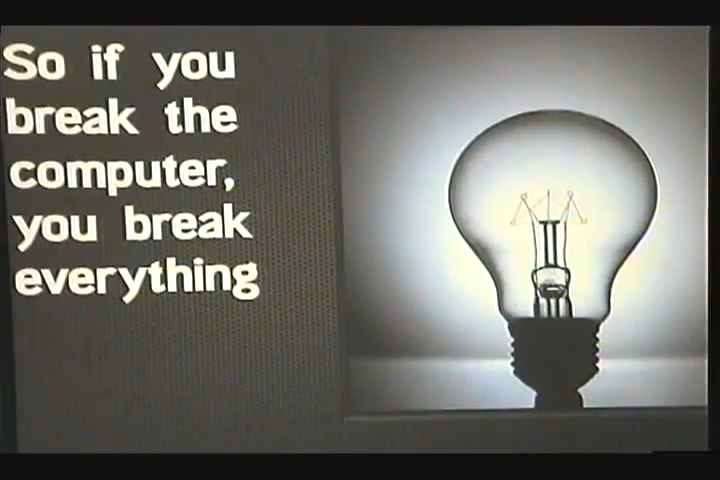 So if you
break the
computer,
you break
everything